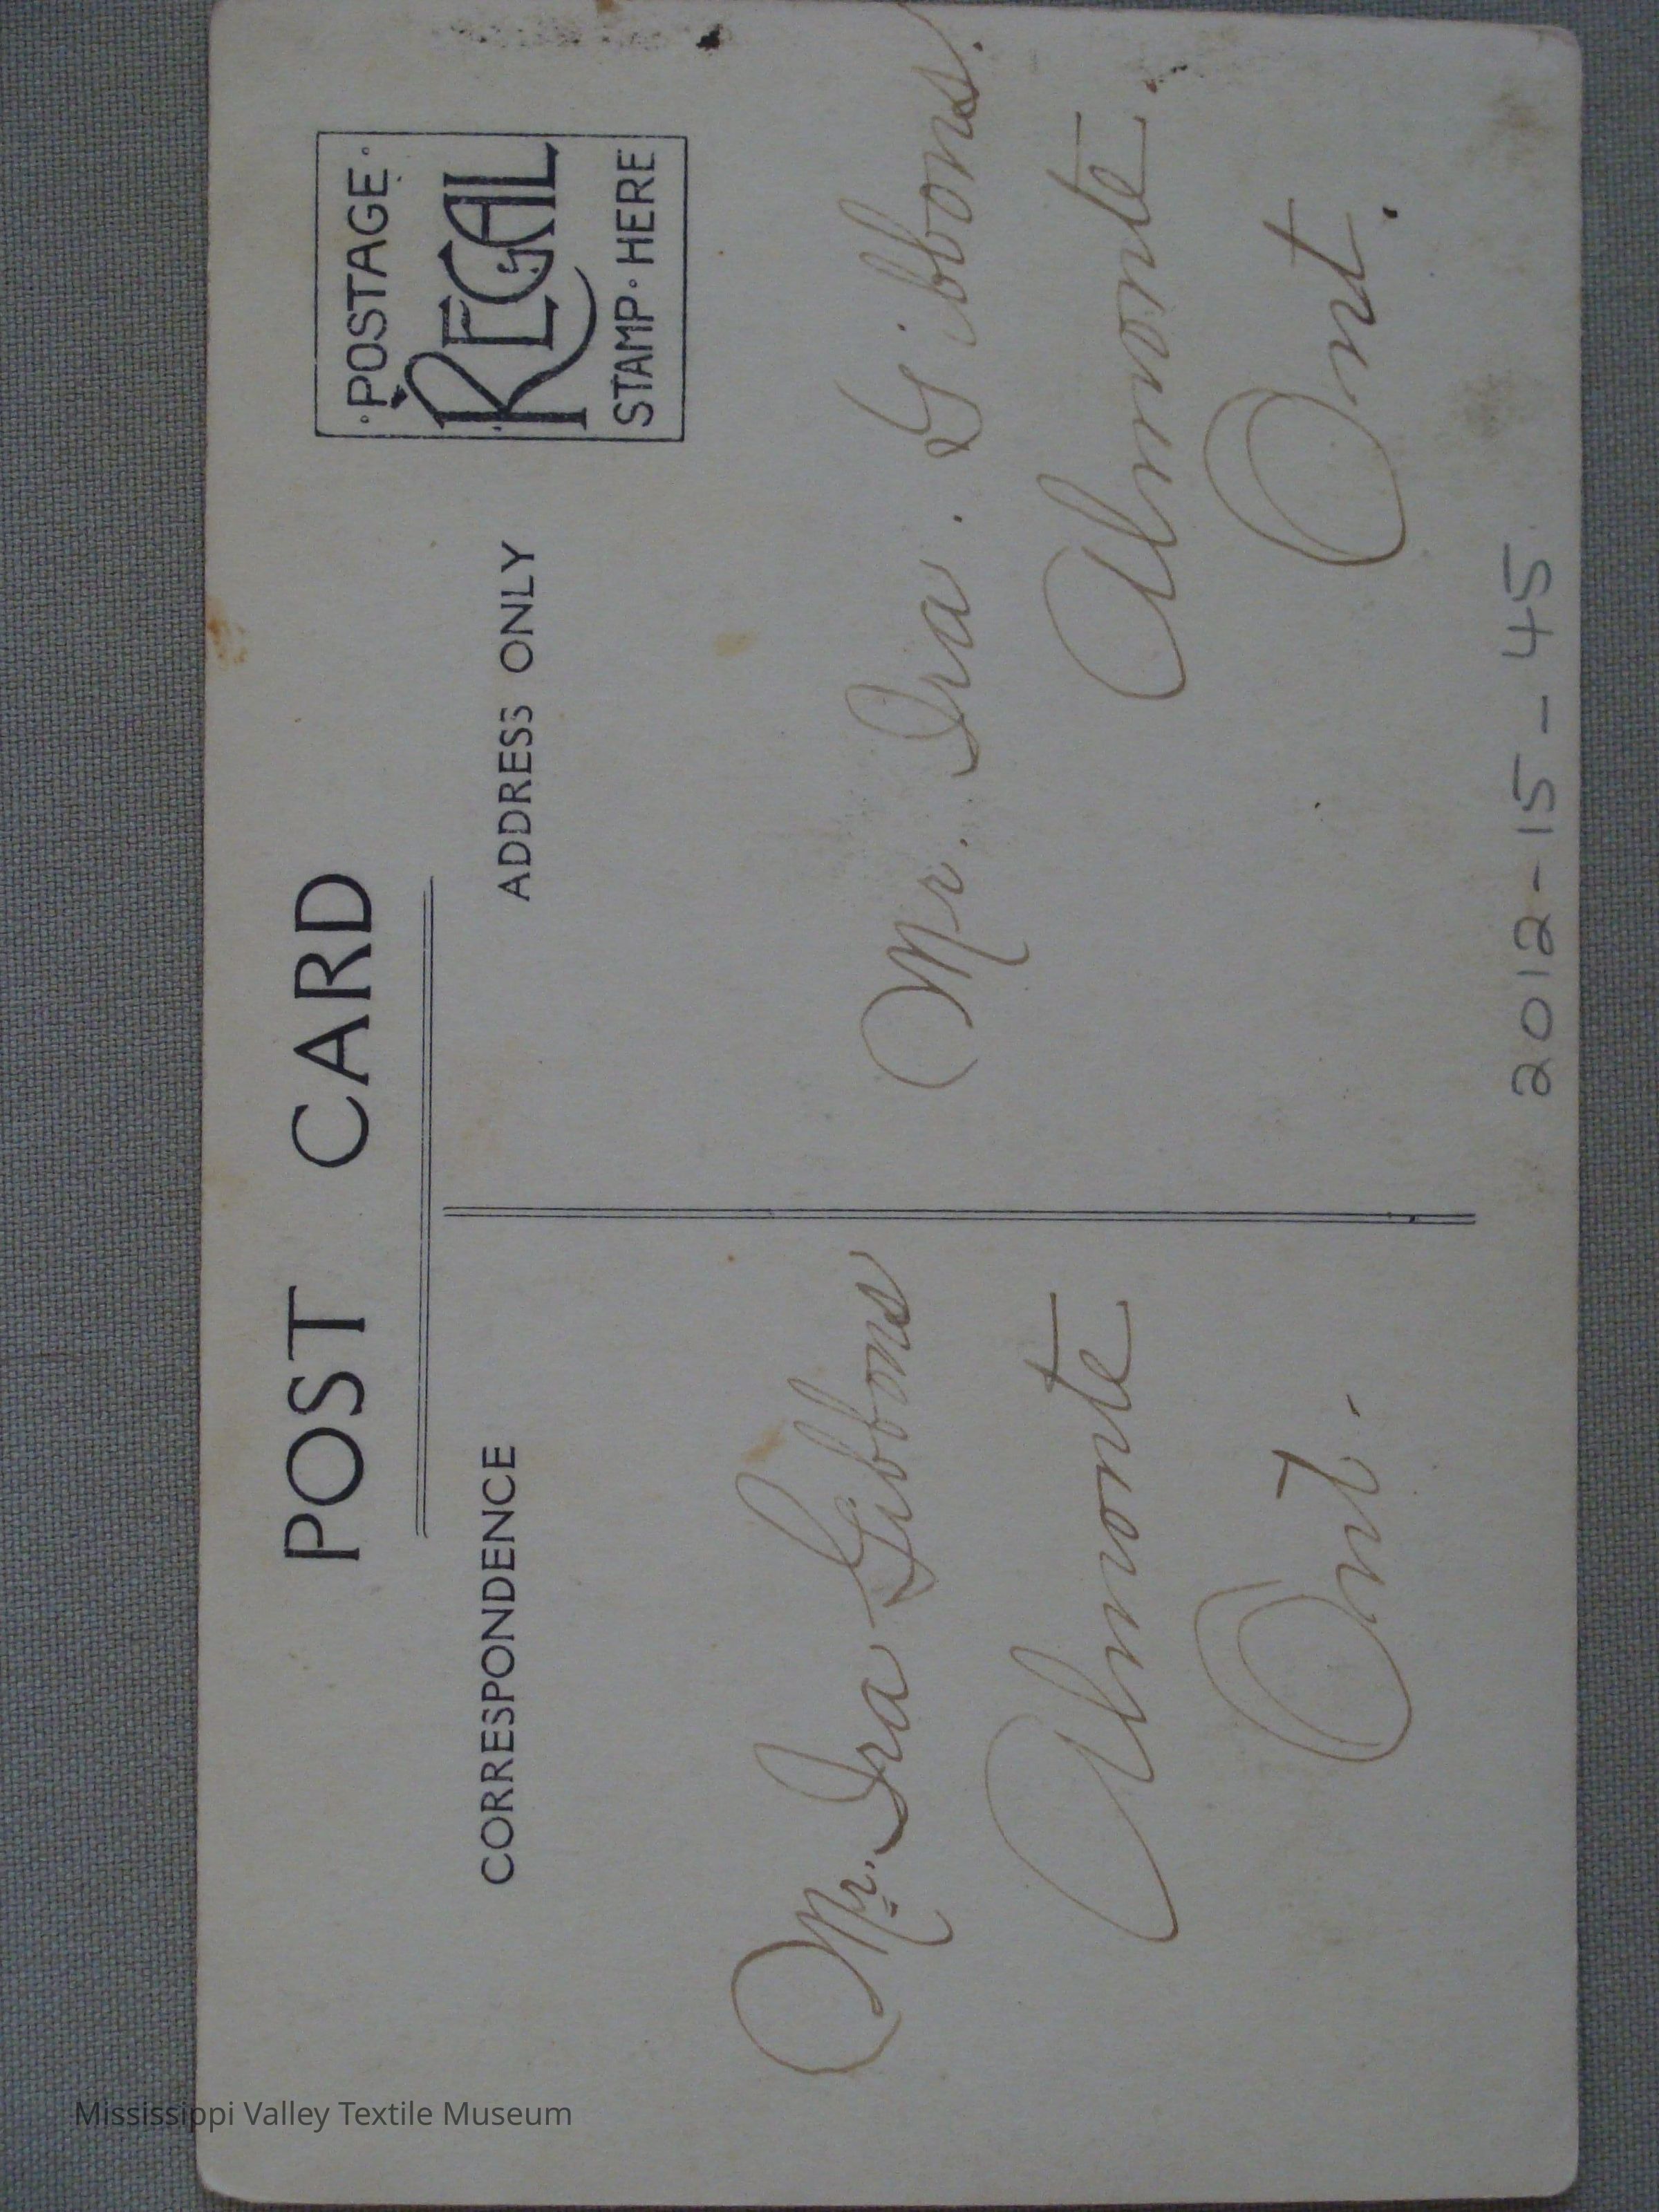 POST CARD
CORRESPONDENCE
ADDRESS ONLY
· POSTAGE ·
REGAL
STAMP · HERE
Mr. Ira Gibbons
Almonte
Ont.
Mr. Ira. Gibbons.
Almonte.
Ont.
2012-15-45
Mississippi Valley Textile Museum